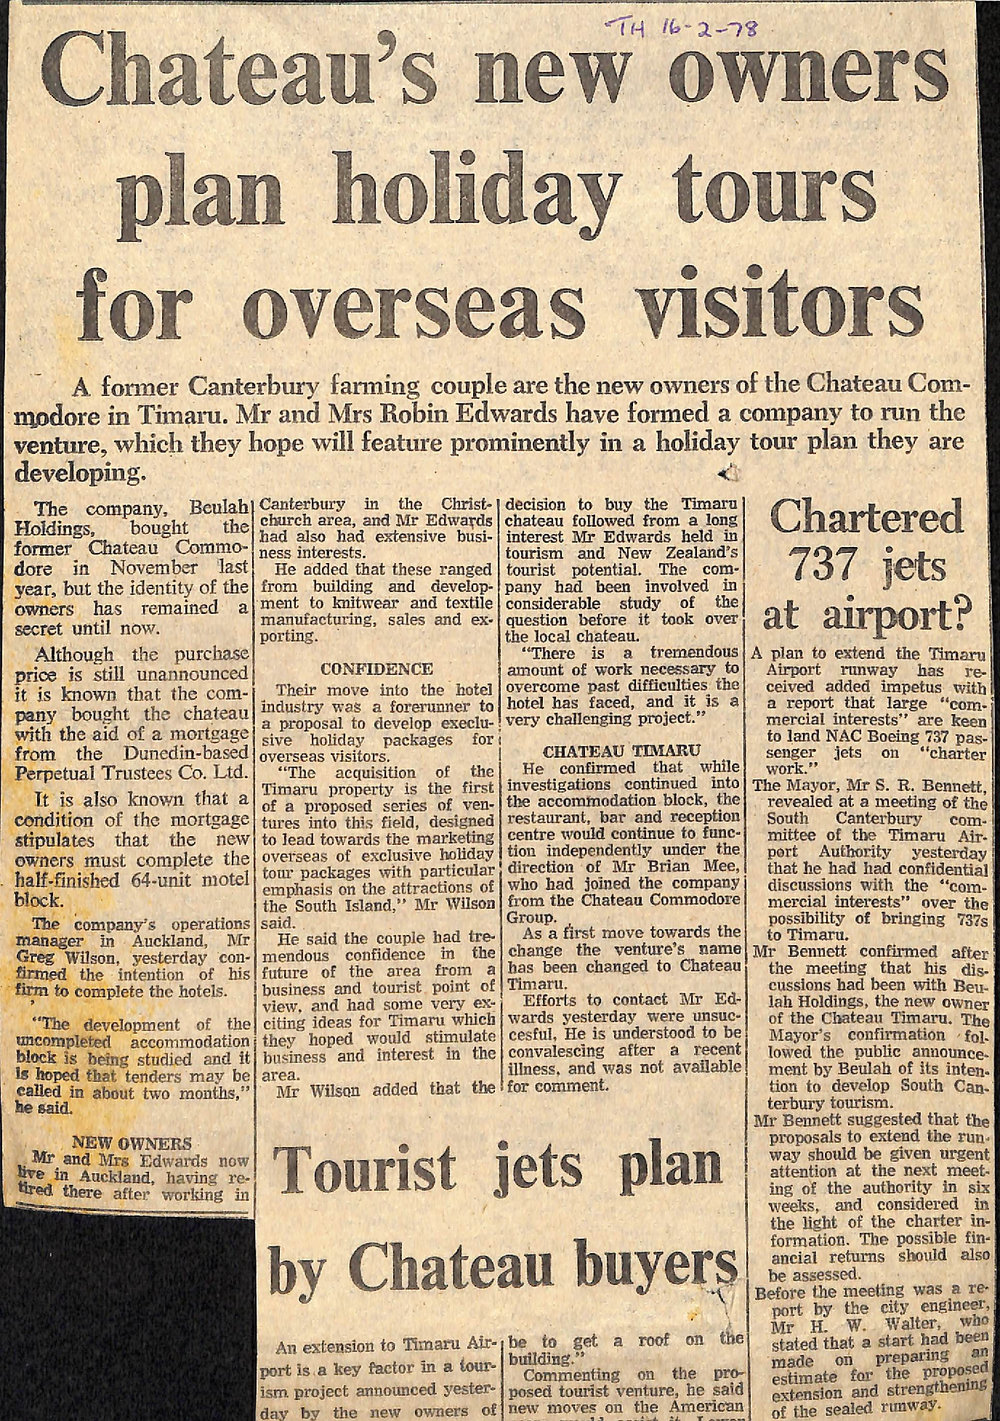 TH 16-2-78
Chateau's new owners
plan holiday tours
for overseas visitors
A former Canterbury farming couple are the new owners of the Chateau Com-
modore in Timaru. Mr and Mrs Robin Edwards have formed a company to run the
venture, which they hope will feature prominently in a holiday tour plan they are
developing.
The company, Beulah
Holdings, bought the
former Chateau Commo-
dore in November last
year, but the identity of the
owners has remained a
secret until now.
Although the purchase
price is still unannounced
it is known that the com-
pany bought the chateau
with the aid of a mortgage
from the Dunedin-based
Perpetual Trustees Co. Ltd.
It is also known that a
condition of the mortgage
stipulates that the new
owners must complete the
half-finished 64-unit motel
block.
The company's operations
manager in Auckland, Mr
Greg Wilson, yesterday con-
firmed the intention of his
firm to complete the hotels.
"The development of the
uncompleted accommodation
block is being studied and it
is hoped that tenders may be
called in about two months,"
he said.
NEW OWNERS
Mr and Mrs Edwards now
live in Auckland, having re-
tired there after working in
Canterbury in the Christ-
church area, and Mr Edwards
had also had extensive busi-
ness interests.
He added that these ranged
from building and develop-
ment to knitwear and textile
manufacturing, sales and ex-
porting.
CONFIDENCE
Their move into the hotel
industry was a forerunner to
a proposal to develop execlu-
sive holiday packages for
overseas visitors.
"The acquisition of the
Timaru property is the first
of a proposed series of ven-
tures into this field, designed
to lead towards the marketing
overseas of exclusive holiday
tour packages with particular
emphasis on the attractions of
the South Island," Mr Wilson
said.
He said the couple had tre-
mendous confidence in the
future of the area from a
business and tourist point of
view, and had some very ex-
citing ideas for Timaru which
they hoped would stimulate
business and interest in the
area.
Mr Wilson added that the
decision to buy the Timaru
chateau followed from a long
interest Mr Edwards held in
tourism and New Zealand's
tourist potential. The com-
pany had been involved in
considerable study of the
question before it took over
the local chateau.
"There is a tremendous
amount of work necessary to
overcome past difficulties the
hotel has faced, and it is a
very challenging project."
CHATEAU TIMARU
He confirmed that while
investigations continued into
the accommodation block, the
restaurant, bar and reception
centre would continue to func-
tion independently under the
direction of Mr Brian Mee,
who had joined the company
from the Chateau Commodore
Group.
As a first move towards the
change the venture's name
has been changed to Chateau
Timaru.
Efforts to contact Mr Ed-
wards yesterday were unsuc-
cesful, He is understood to be
convalescing after a recent
illness, and was not available
for comment.
Chartered
737 jets
at airport?
A plan to extend the Timaru
Airport runway has re-
ceived added impetus with
a report that large "com-
mercial interests" are keen
to land NAC Boeing 737 pas-
senger jets on "charter
work."
The Mayor, Mr S. R. Bennett,
revealed at a meeting of the
South Canterbury com-
mittee of the Timaru Air-
port Authority yesterday
that he had had confidential
discussions with the "com-
mercial interests" over the
possibility of bringing 737s
to Timaru.
Mr Bennett confirmed after
the meeting that his dis-
cussions had been with Beu-
lah Holdings, the new owner
of the Chateau Timaru. The
Mayor's confirmation fol-
lowed the public announce-
ment by Beulah of its inten-
tion to develop South Can-
terbury tourism.
Mr Bennett suggested that the
proposals to extend the run-
way should be given urgent
attention at the next meet-
ing of the authority in six
weeks, and considered in
the light of the charter in-
formation. The possible fin-
ancial returns should also
be assessed.
Before the meeting was a re-
port by the city engineer,
Mr H. W. Walter, who
stated that a start had been
made on preparing an
estimate for the proposed
extension and strengthening
of the sealed runway.
Tourist jets plan
by Chateau buyers
An extension to Timaru Air-
port is a key factor in a tour-
ism project announced yester-
day by the new owners of
be to get a roof on the
building."
Commenting on the pro-
posed tourist venture, he said
new moves on the American